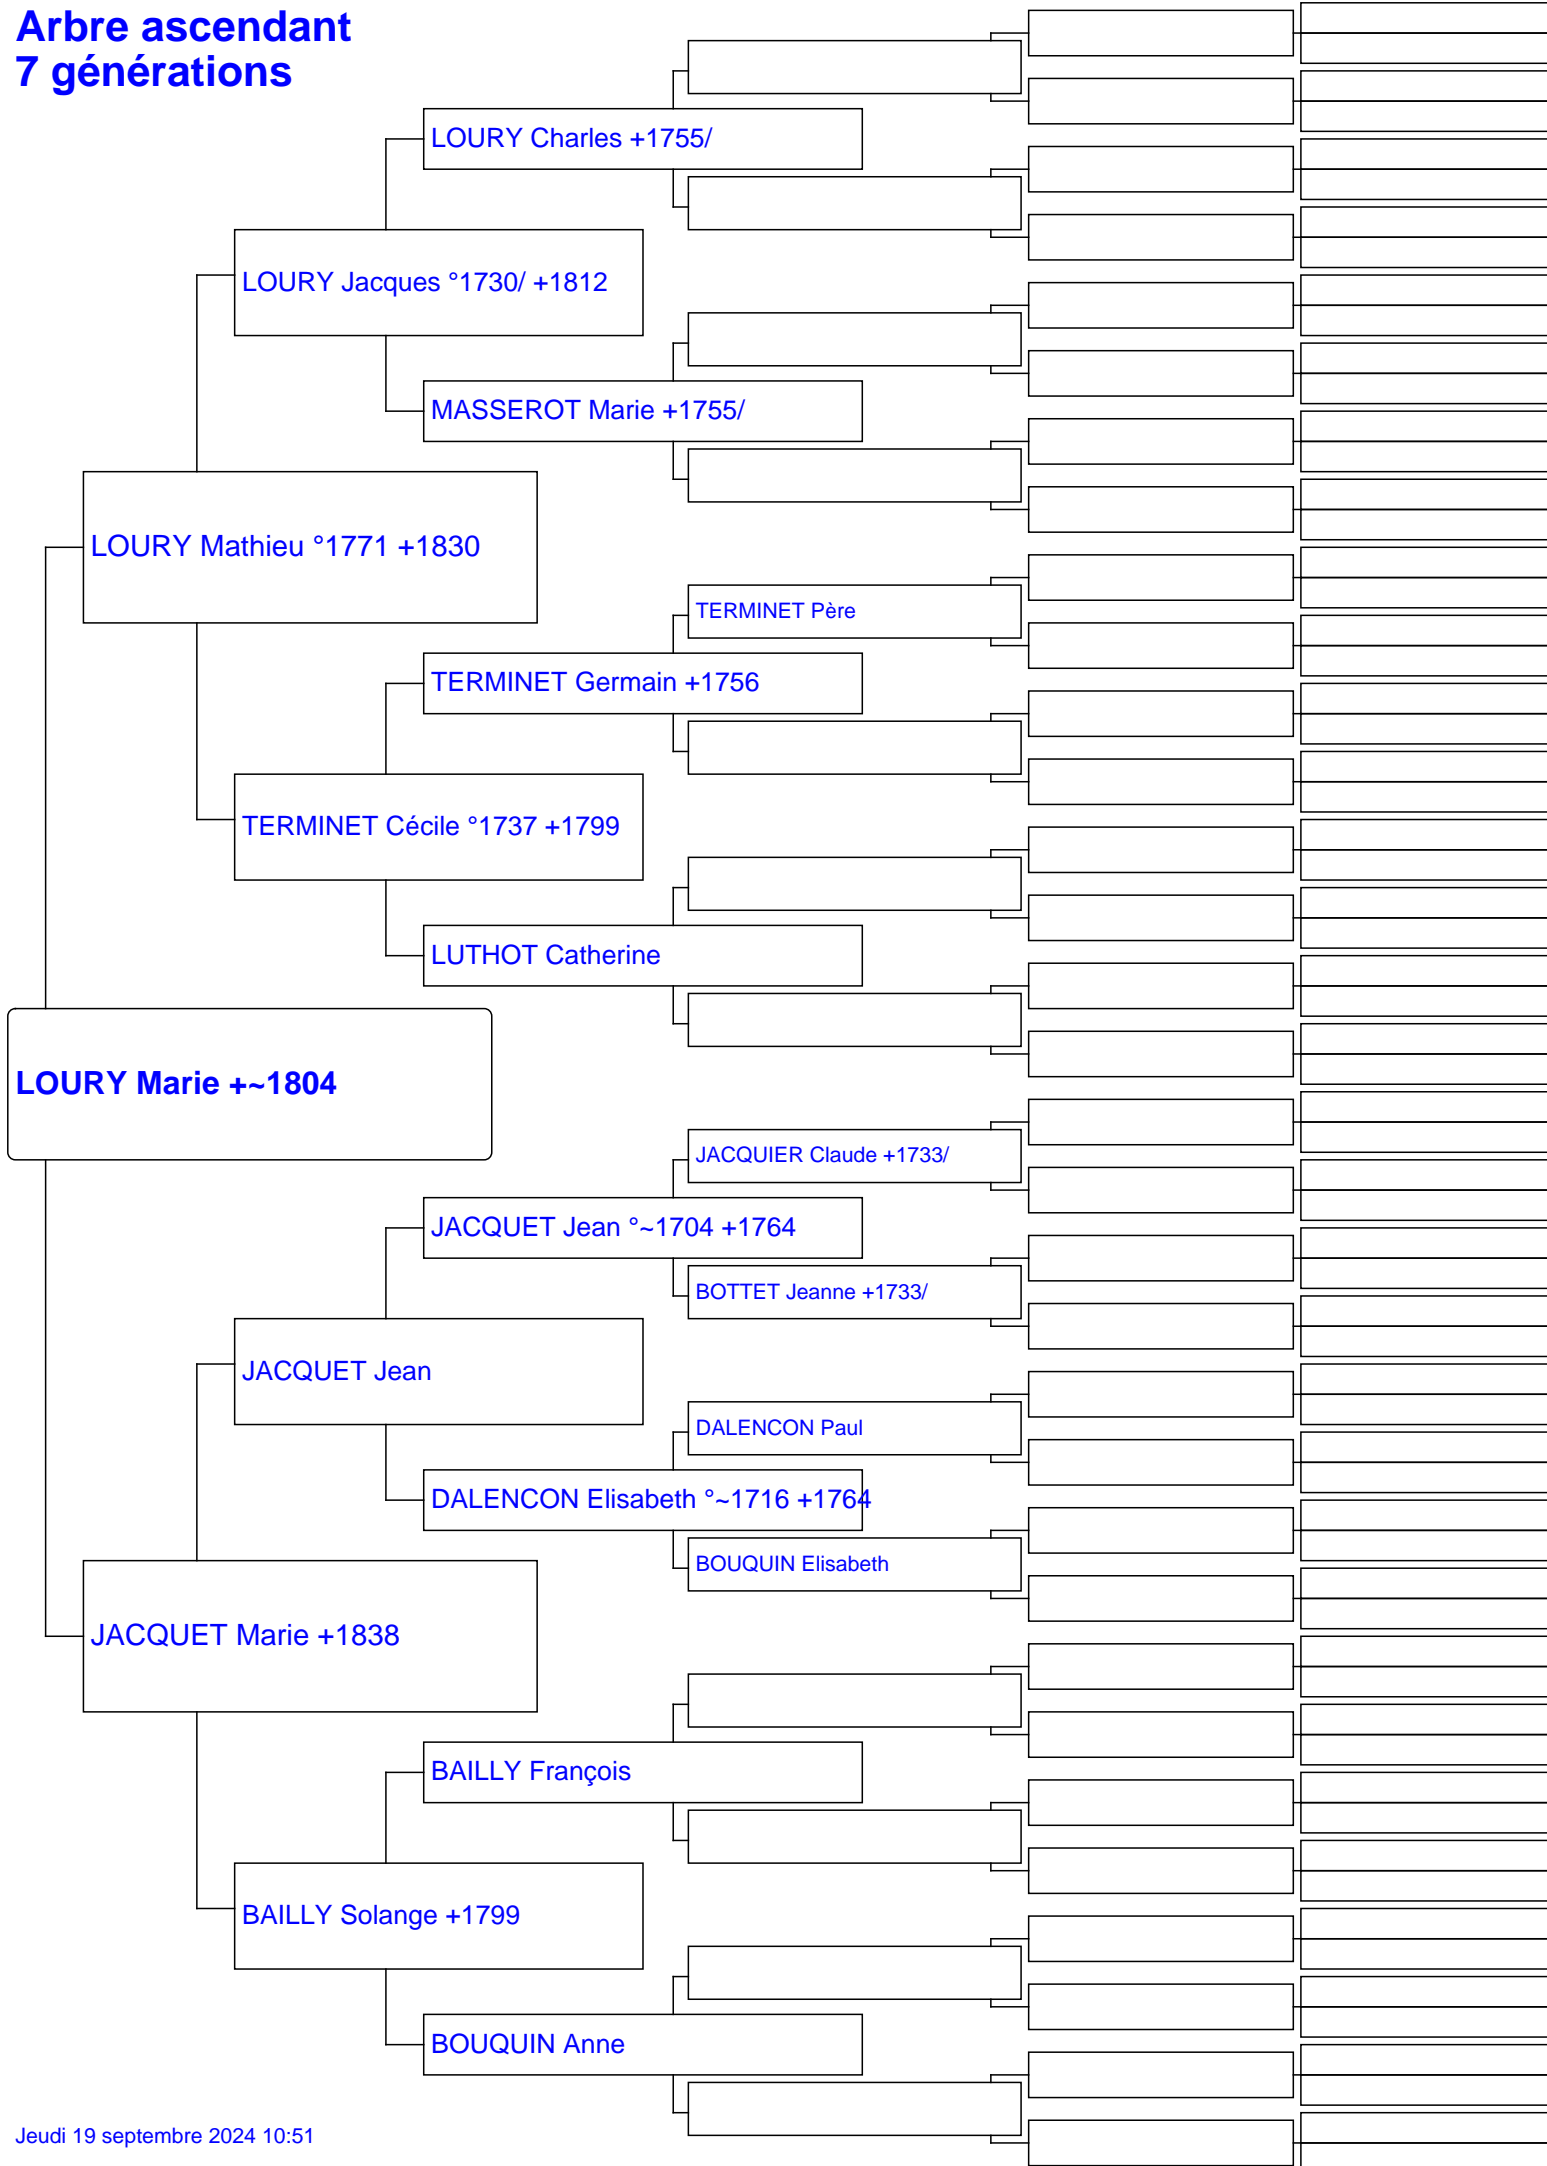 Arbre ascendant
7 générations
LOURY Charles +1755/
LOURY Jacques °1730/ +1812
MASSEROT Marie +1755/
LOURY Mathieu °1771 +1830
TERMINET Père
TERMINET Germain +1756
TERMINET Cécile °1737 +1799
LUTHOT Catherine
LOURY Marie +~1804
JACQUIER Claude +1733/
JACQUET Jean °~1704 +1764
BOTTET Jeanne +1733/
JACQUET Jean
DALENCON Paul
DALENCON Elisabeth °~1716 +1764
BOUQUIN Elisabeth
JACQUET Marie +1838
BAILLY François
BAILLY Solange +1799
BOUQUIN Anne
Jeudi 19 septembre 2024 10:51